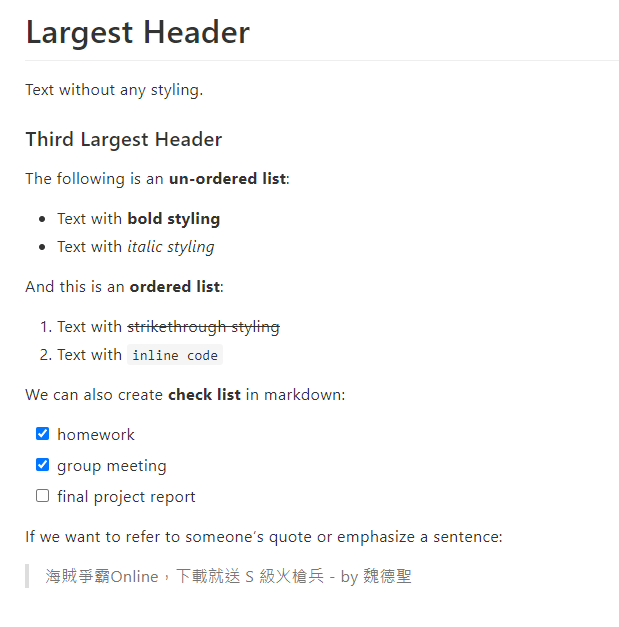 Largest Header
Text without any styling.
Third Largest Header
The following is an un-ordered list:
Text with bold styling
Text with italic styling
And this is an ordered list:
1. Text with strikethrough styling
2. Text with inline code
We can also create check list in markdown:
homework
group meeting
final project report
If we want to refer to someone’s quote or emphasize a sentence:
海賊爭霸Online，下載就送 S 級火槍兵 - by 魏德聖